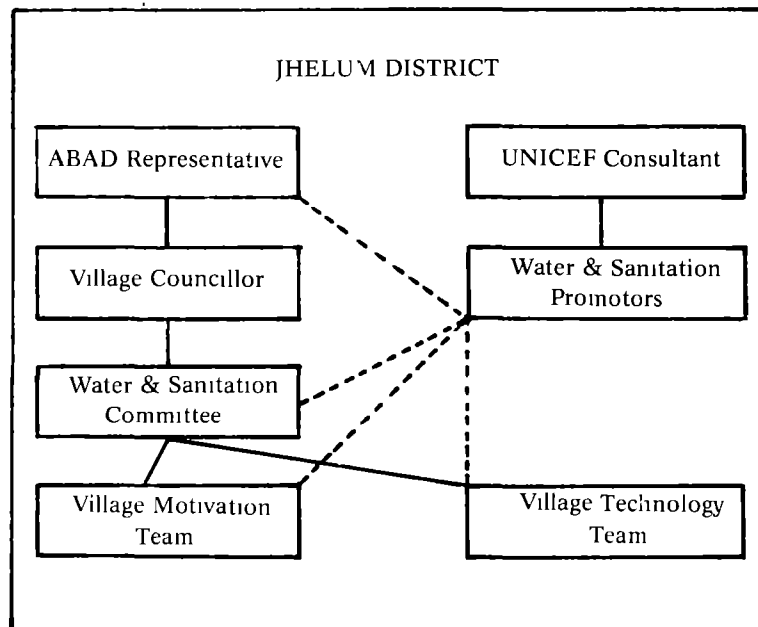 JHELUM DISTRICT
ABAD Representative
UNICEF Consultant
Village Councillor
Water & Sanitation
Promotors
Water & Sanitation
Committee
Village Motivation
Team
Village Technology
Team